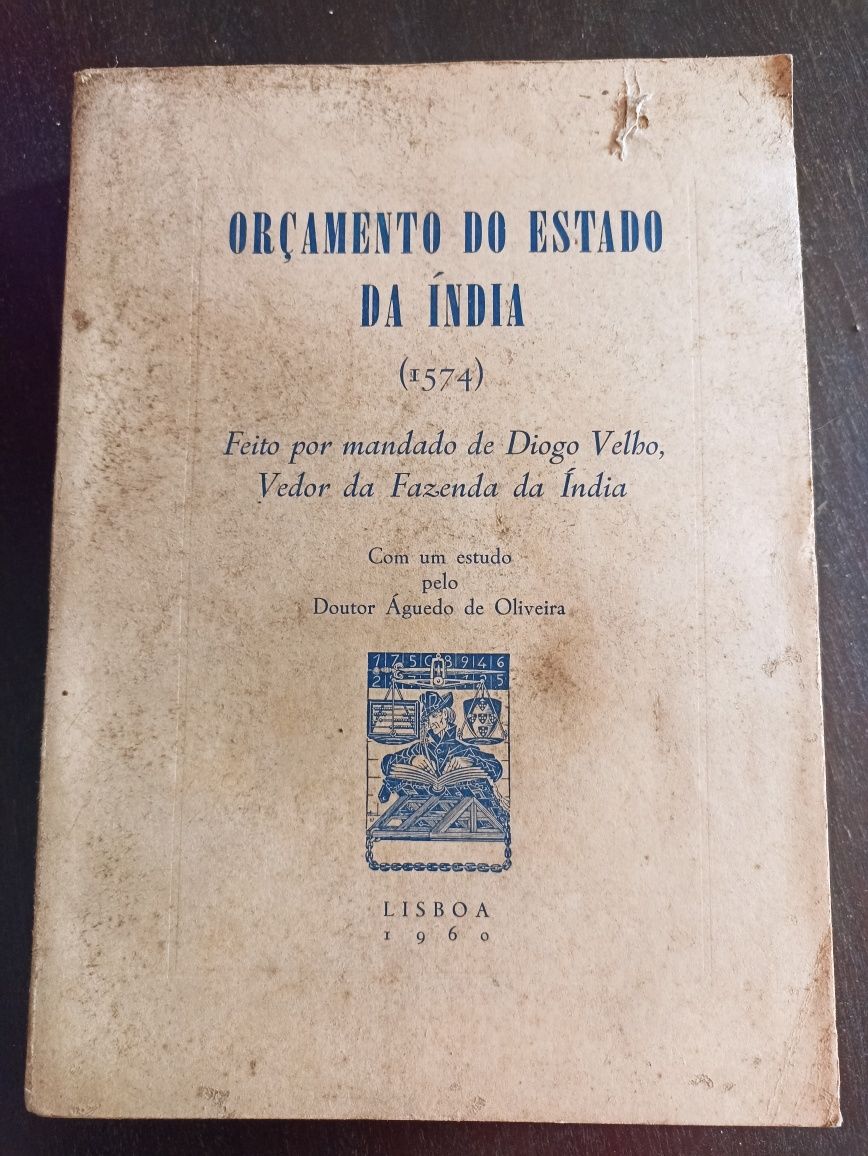 ORÇAMENTO DO ESTADO
DA ÍNDIA
(1574)
Feito por mandado de Diogo Velho,
Vedor da Fazenda da Índia
Com um estudo
pelo
Doutor Águedo de Oliveira
LISBOA
1960